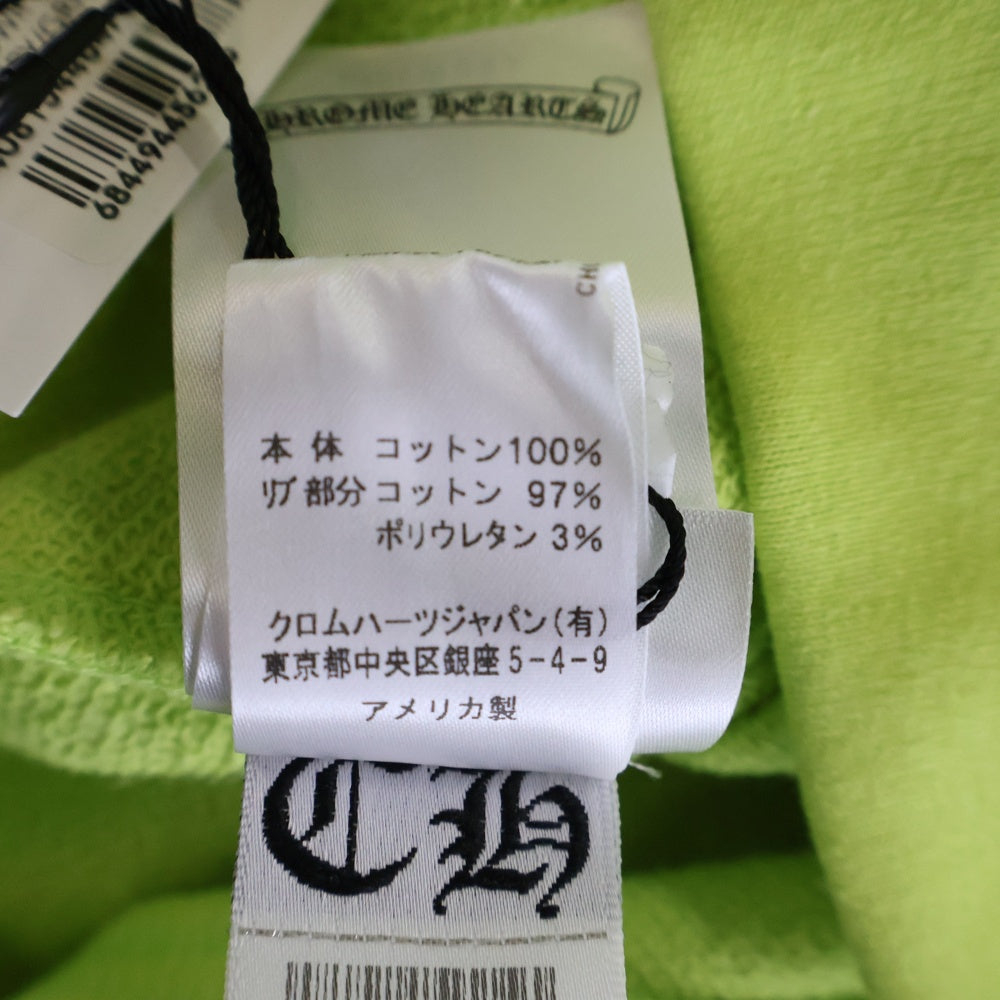 CHROME HEARTS
本体 コットン100%
リブ部分コットン 97%
ポリウレタン 3%
クロムハーツジャパン(有)
東京都中央区銀座5-4-9
アメリカ製
CH